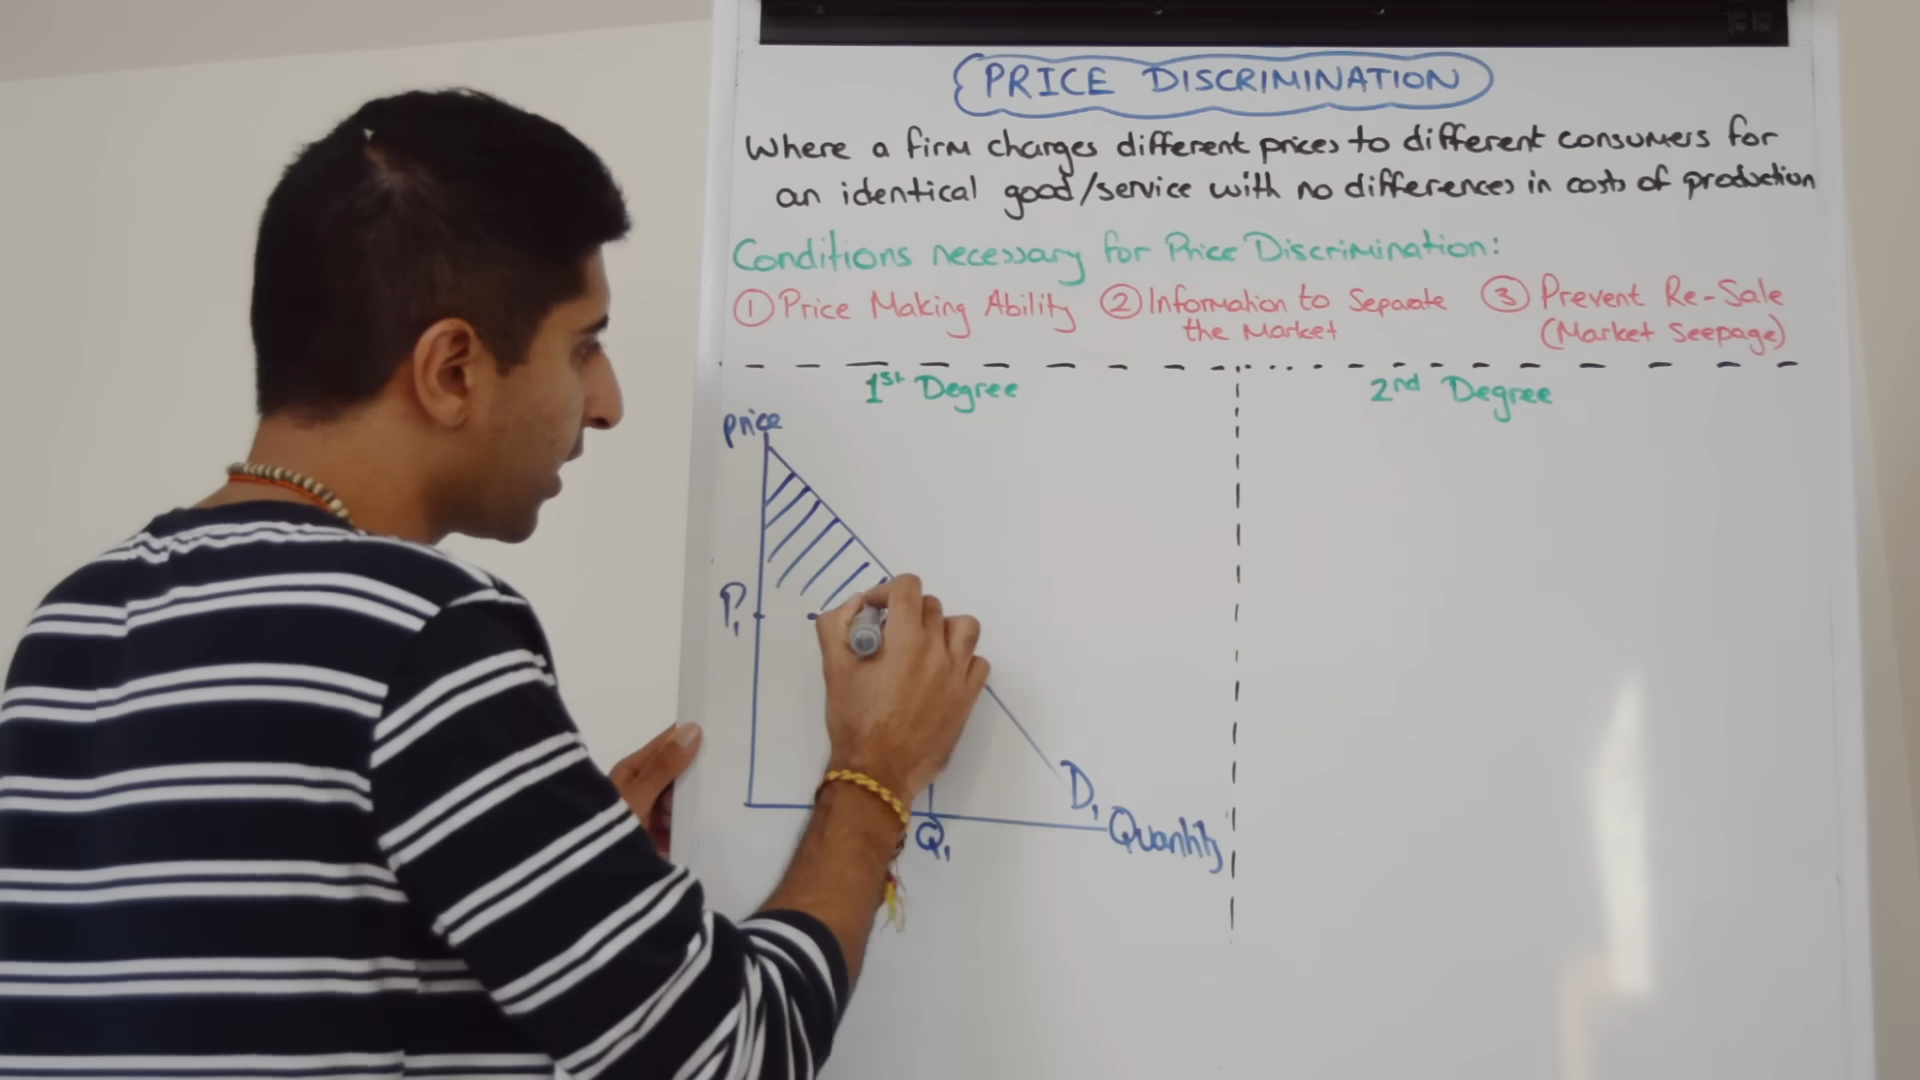 PRICE DISCRIMINATION
Where a firm charges different prices to different consumers for
an identical good/service with no differences in costs of production
Conditions necessary for Price Discrimination:
① Price Making Ability ② Information to Separate ③ Prevent Re-Sale
the Market (Market Seepage)
1st Degree 2nd Degree
price
P1
D1
Q1
Quantity